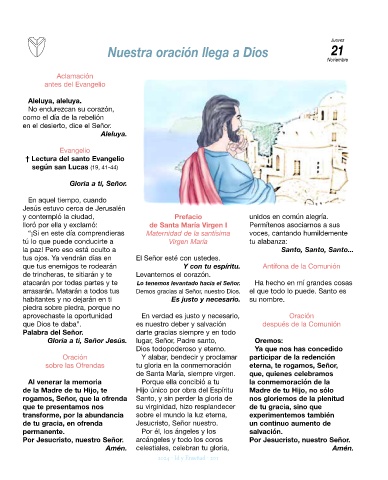 Nuestra oración llega a Dios
Jueves
21
Noviembre
Aclamación
antes del Evangelio
Aleluya, aleluya.
No endurezcan su corazón,
como el día de la rebelión
en el desierto, dice el Señor.
Aleluya.
Evangelio
† Lectura del santo Evangelio
según san Lucas (19, 41-44)
Gloria a ti, Señor.
En aquel tiempo, cuando
Jesús estuvo cerca de Jerusalén
y contempló la ciudad,
lloró por ella y exclamó:
"¡Si en este día comprendieras
tú lo que puede conducirte a
la paz! Pero eso está oculto a
tus ojos. Ya vendrán días en
que tus enemigos te rodearán
de trincheras, te sitiarán y te
atacarán por todas partes y te
arrasarán. Matarán a todos tus
habitantes y no dejarán en ti
piedra sobre piedra, porque no
aprovechaste la oportunidad
que Dios te daba".
Palabra del Señor.
Gloria a ti, Señor Jesús.
Oración
sobre las Ofrendas
Al venerar la memoria
de la Madre de tu Hijo, te
rogamos, Señor, que la ofrenda
que te presentamos nos
transforme, por la abundancia
de tu gracia, en ofrenda
permanente.
Por Jesucristo, nuestro Señor.
Amén.
Prefacio
de Santa María Virgen I
Maternidad de la santísima
Virgen María
El Señor esté con ustedes.
Y con tu espíritu.
Levantemos el corazón.
Lo tenemos levantado hacia el Señor.
Demos gracias al Señor, nuestro Dios.
Es justo y necesario.
En verdad es justo y necesario,
es nuestro deber y salvación
darte gracias siempre y en todo
lugar, Señor, Padre santo,
Dios todopoderoso y eterno.
Y alabar, bendecir y proclamar
tu gloria en la conmemoración
de Santa María, siempre virgen.
Porque ella concibió a tu
Hijo único por obra del Espíritu
Santo, y sin perder la gloria de
su virginidad, hizo resplandecer
sobre el mundo la luz eterna,
Jesucristo, Señor nuestro.
Por él, los ángeles y los
arcángeles y todos los coros
celestiales, celebran tu gloria,
unidos en común alegría.
Permítenos asociarnos a sus
voces, cantando humildemente
tu alabanza:
Santo, Santo, Santo...
Antífona de la Comunión
Ha hecho en mí grandes cosas
el que todo lo puede. Santo es
su nombre.
Oración
después de la Comunión
Oremos:
Ya que nos has concedido
participar de la redención
eterna, te rogamos, Señor,
que, quienes celebramos
la conmemoración de la
Madre de tu Hijo, no sólo
nos gloriemos de la plenitud
de tu gracia, sino que
experimentemos también
un continuo aumento de
salvación.
Por Jesucristo, nuestro Señor.
Amén.